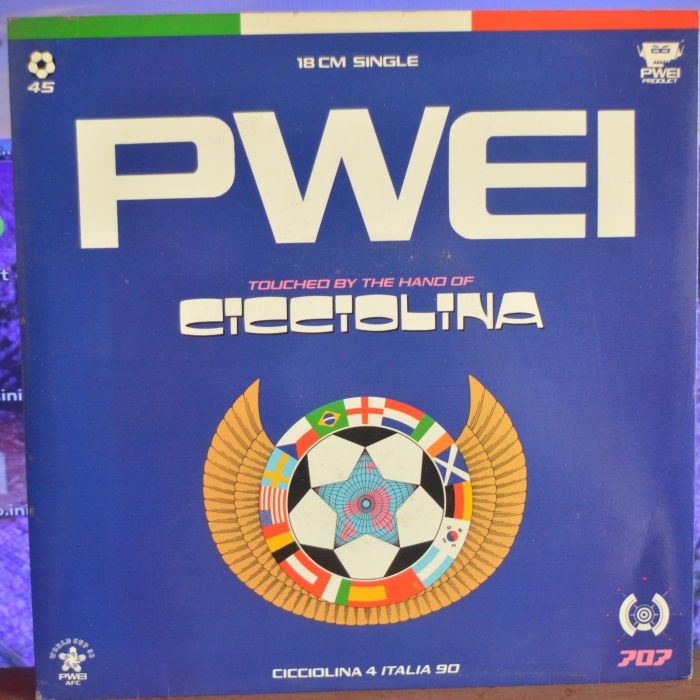 18 CM SINGLE
45
PWEI
PRODUCT
PWEI
TOUCHED BY THE HAND OF
CICCIOLINA
WORLD CUP 90
PWEI
AFC
CICCIOLINA 4 ITALIA 90
707